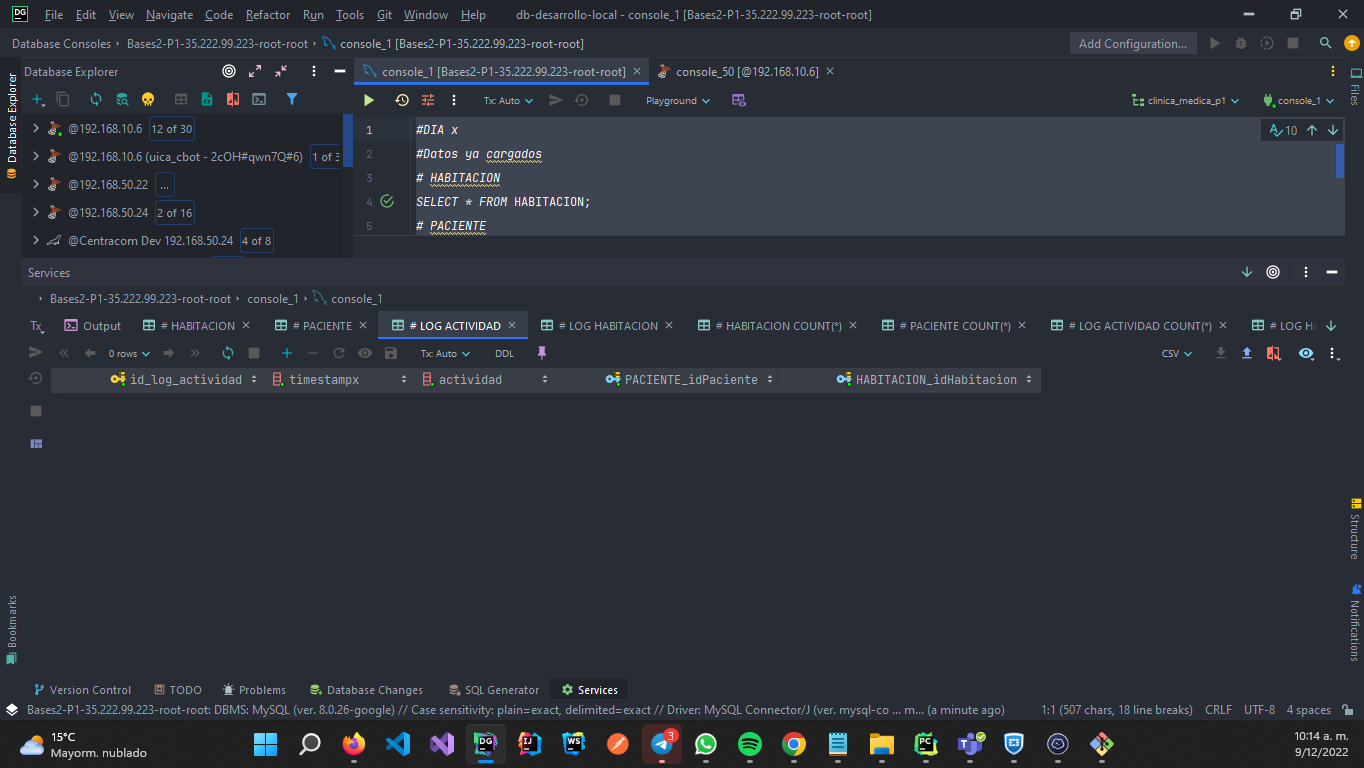 DG File Edit View Navigate Code Refactor Run Tools Git Window Help db-desarrollo-local - console_1 [Bases2-P1-35.222.99.223-root-root]
Database Consoles › Bases2-P1-35.222.99.223-root-root › console_1 [Bases2-P1-35.222.99.223-root-root] Add Configuration...
Database Explorer console_1 [Bases2-P1-35.222.99.223-root-root] console_50 [@192.168.10.6]
Database Explorer
Files
Tx: Auto Playground clinica_medica_p1 console_1
@192.168.10.6 12 of 30
@192.168.10.6 (uica_cbot - 2cOH#qwn7Q#6) 1 of 3
@192.168.50.22 ...
@192.168.50.24 2 of 16
@Centracom Dev 192.168.50.24 4 of 8
1 #DIA x
2 #Datos ya cargados
3 # HABITACION
4 SELECT * FROM HABITACION;
5 # PACIENTE
10
Services
Bases2-P1-35.222.99.223-root-root › console_1 › console_1
Tx Output # HABITACION # PACIENTE # LOG ACTIVIDAD # LOG HABITACION # HABITACION COUNT(*) # PACIENTE COUNT(*) # LOG ACTIVIDAD COUNT(*) # LOG H
0 rows Tx: Auto DDL CSV
id_log_actividad timestampx actividad PACIENTE_idPaciente HABITACION_idHabitacion
Structure
Notifications
Bookmarks
Version Control TODO Problems Database Changes SQL Generator Services
Bases2-P1-35.222.99.223-root-root: DBMS: MySQL (ver. 8.0.26-google) // Case sensitivity: plain=exact, delimited=exact // Driver: MySQL Connector/J (ver. mysql-co ... m... (a minute ago) 1:1 (507 chars, 18 line breaks) CRLF UTF-8 4 spaces
15°C
Mayorm. nublado
DG IJ WS 3 PC
10:14 a. m.
9/12/2022